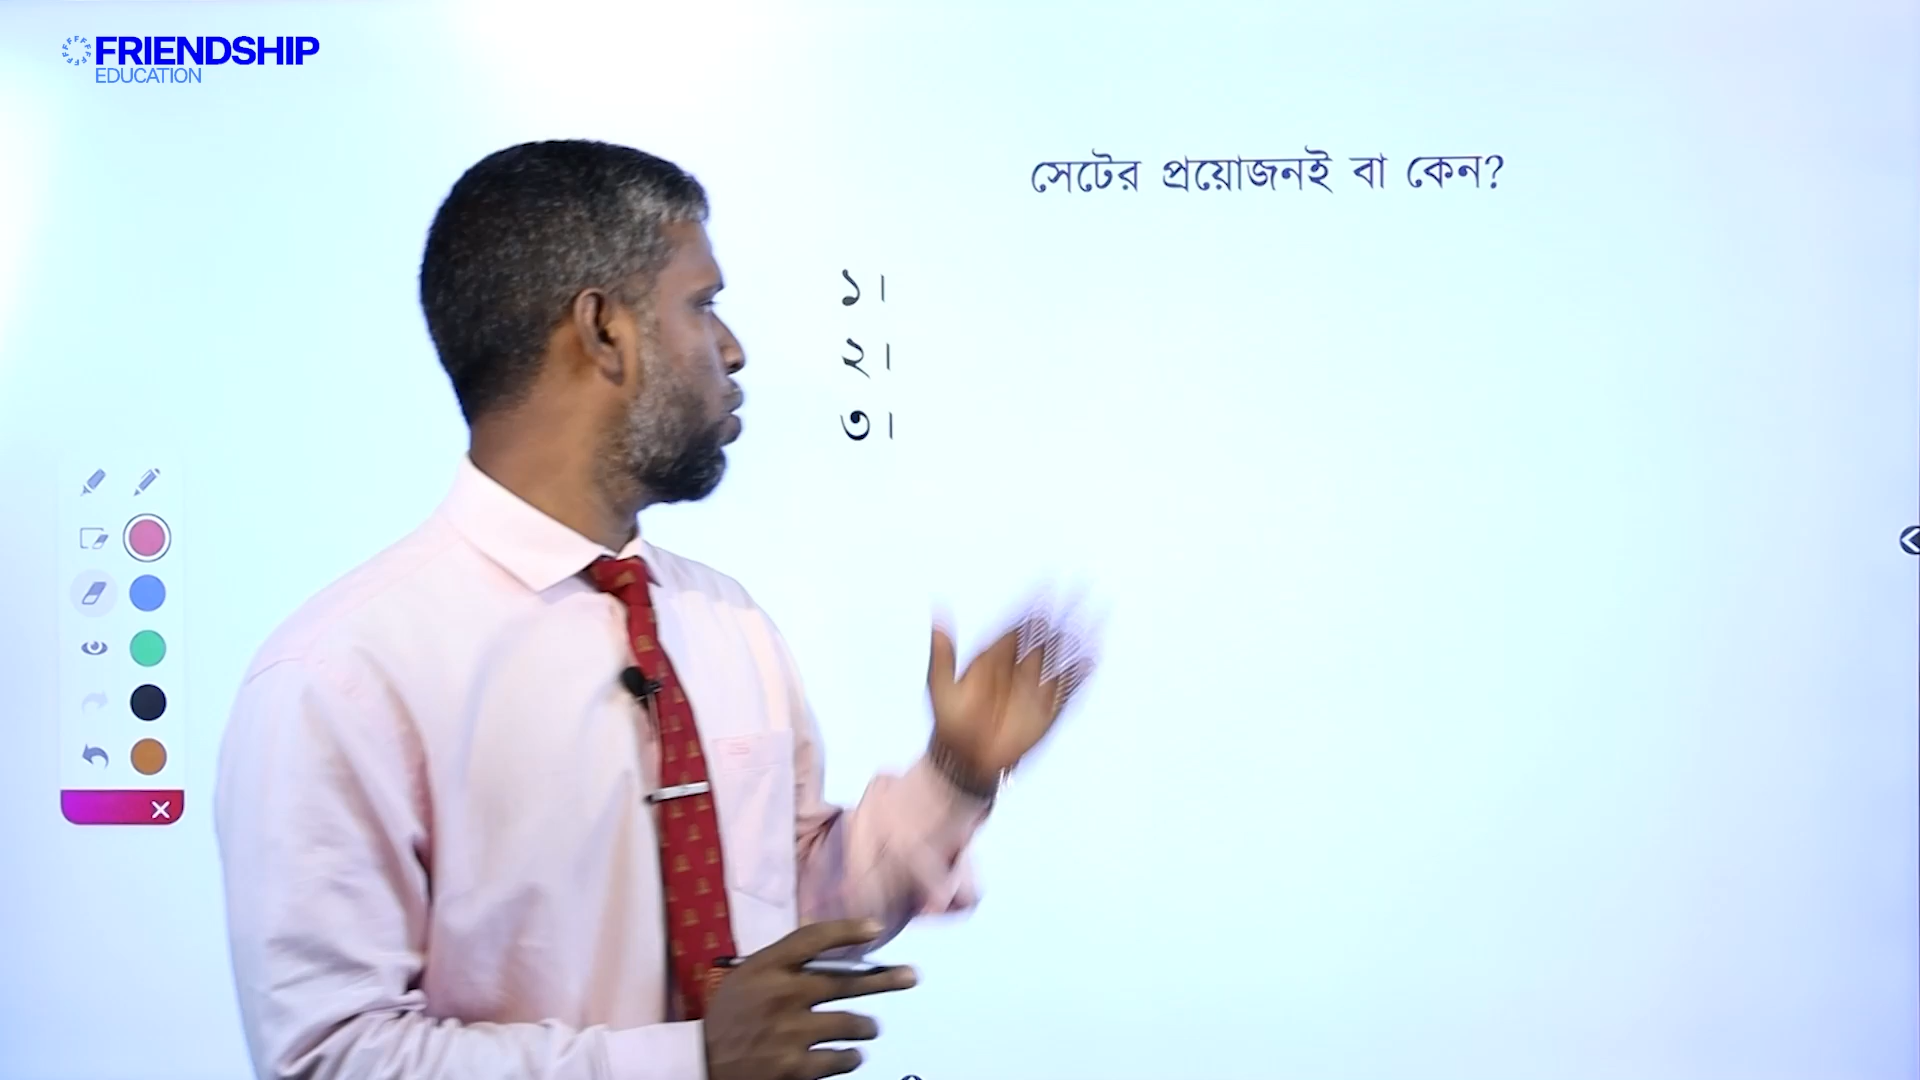 FRIENDSHIP
EDUCATION
সেটের প্রয়োজনই বা কেন?
১।
২।
৩।